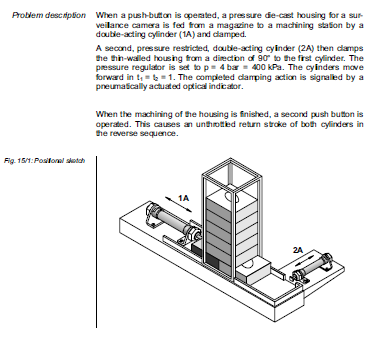 Problem description
When a push-button is operated, a pressure die-cast housing for a sur-
veillance camera is fed from a magazine to a machining station by a
double-acting cylinder (1A) and clamped.
A second, pressure restricted, double-acting cylinder (2A) then clamps
the thin-walled housing from a direction of 90° to the first cylinder. The
pressure regulator is set to p = 4 bar = 400 kPa. The cylinders move
forward in t₁ = t₂ = 1. The completed clamping action is signalled by a
pneumatically actuated optical indicator.
When the machining of the housing is finished, a second push button is
operated. This causes an unthrottled return stroke of both cylinders in
the reverse sequence.
Fig. 15/1: Positional sketch
1A
2A